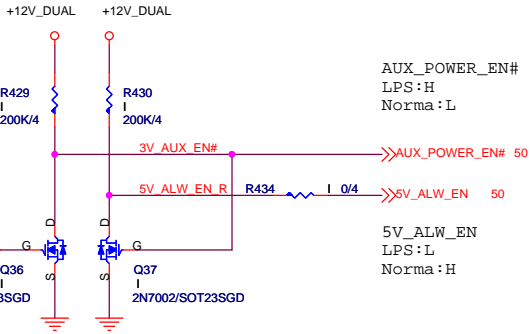 +12V_DUAL
+12V_DUAL
R429
I
200K/4
R430
I
200K/4
AUX_POWER_EN#
LPS:H
Norma:L
3V_AUX_EN#
AUX_POWER_EN# 50
5V_ALW_EN_R
R434
I
0/4
5V_ALW_EN 50
D
D
G
G
S
S
Q36
I
3SGD
Q37
I
2N7002/SOT23SGD
5V_ALW_EN
LPS:L
Norma:H